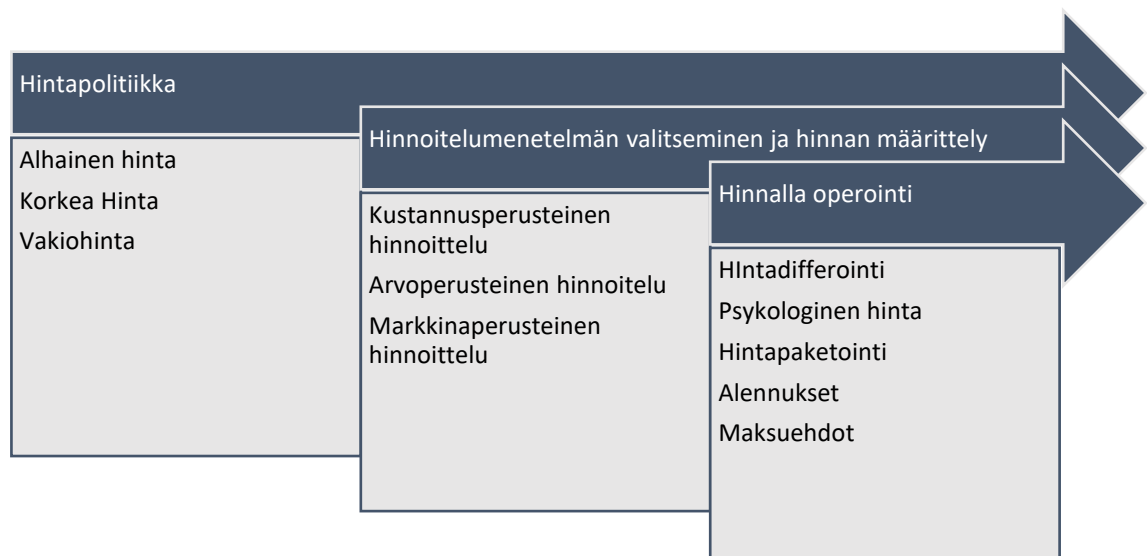 Hintapolitiikka
Alhainen hinta
Korkea Hinta
Vakiohinta
Hinnoitelumenetelmän valitseminen ja hinnan määrittely
Kustannusperusteinen
hinnoittelu
Arvoperusteinen hinnoitelu
Markkinaperusteinen
hinnoittelu
Hinnalla operointi
HIntadifferointi
Psykologinen hinta
Hintapaketointi
Alennukset
Maksuehdot